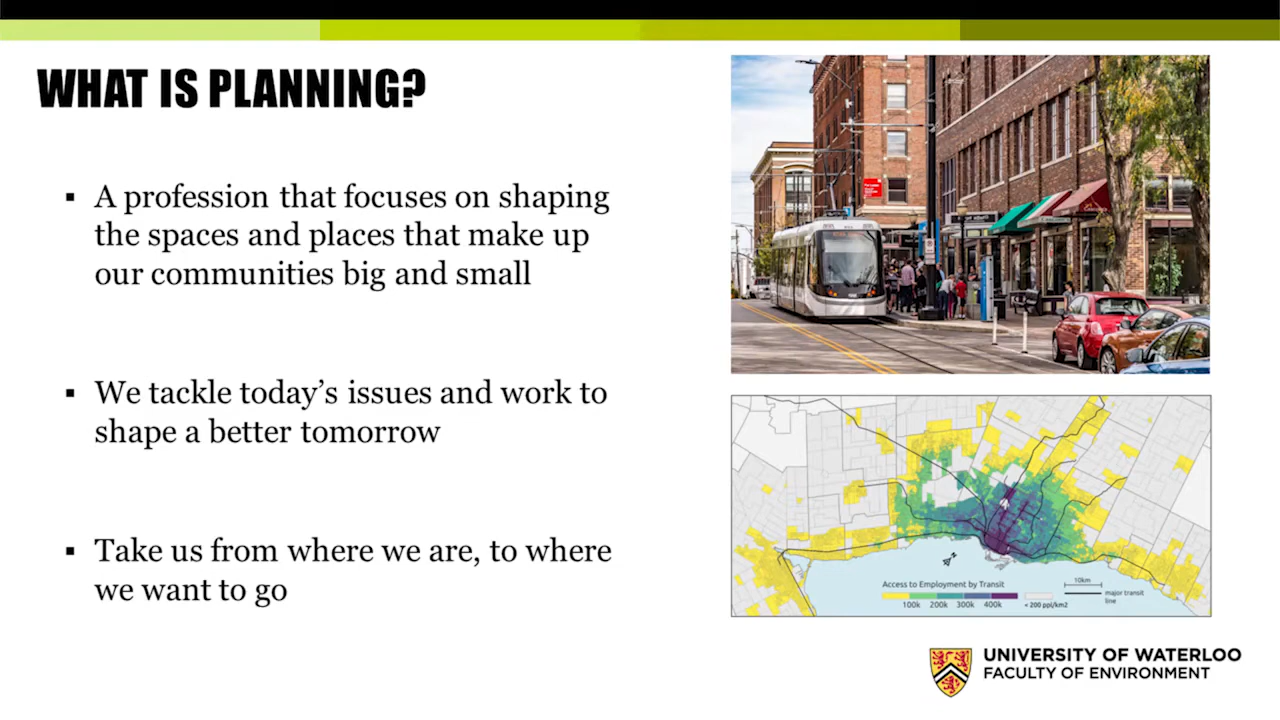 WHAT IS PLANNING?
▪ A profession that focuses on shaping
the spaces and places that make up
our communities big and small
▪ We tackle today’s issues and work to
shape a better tomorrow
▪ Take us from where we are, to where
we want to go
Access to Employment by Transit
100k 200k 300k 400k
< 200 ppl/km2
10km
major transit
line
UNIVERSITY OF WATERLOO
FACULTY OF ENVIRONMENT